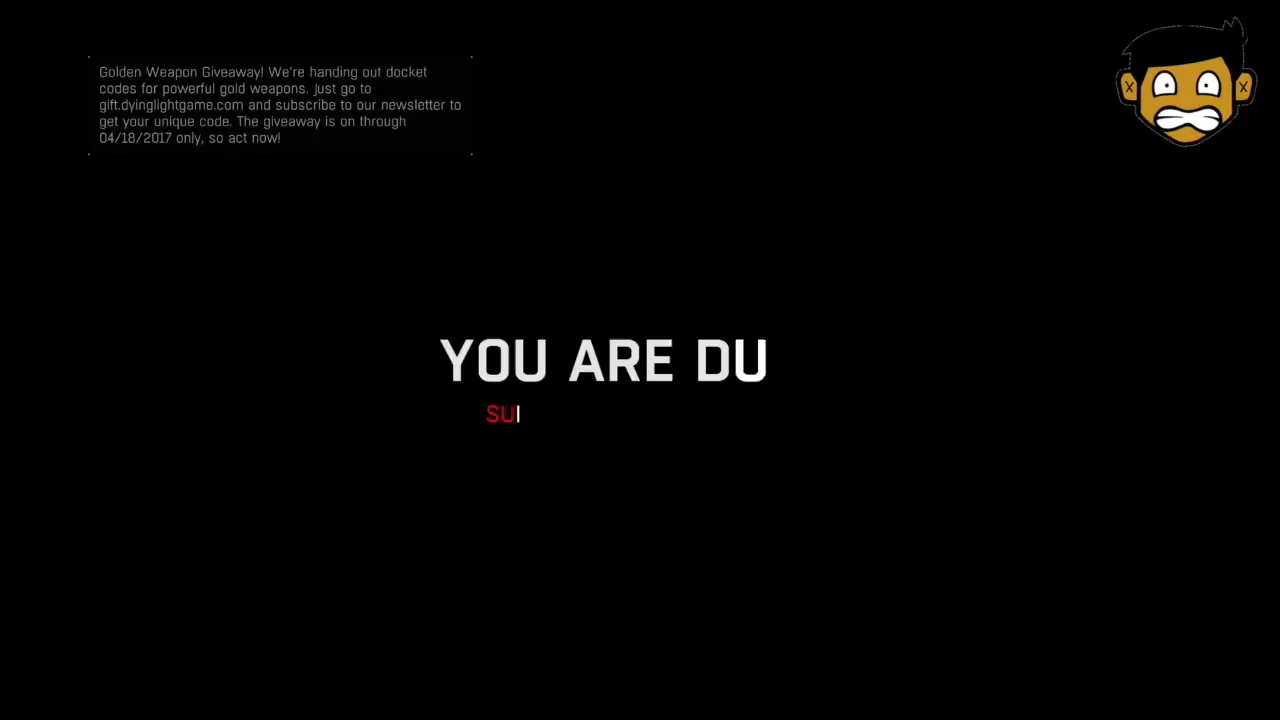 Golden Weapon Giveaway! We're handing out docket
codes for powerful gold weapons. Just go to
gift.dyinglightgame.com and subscribe to our newsletter to
get your unique code. The giveaway is on through
04/18/2017 only, so act now!
YOU ARE DU
SUI